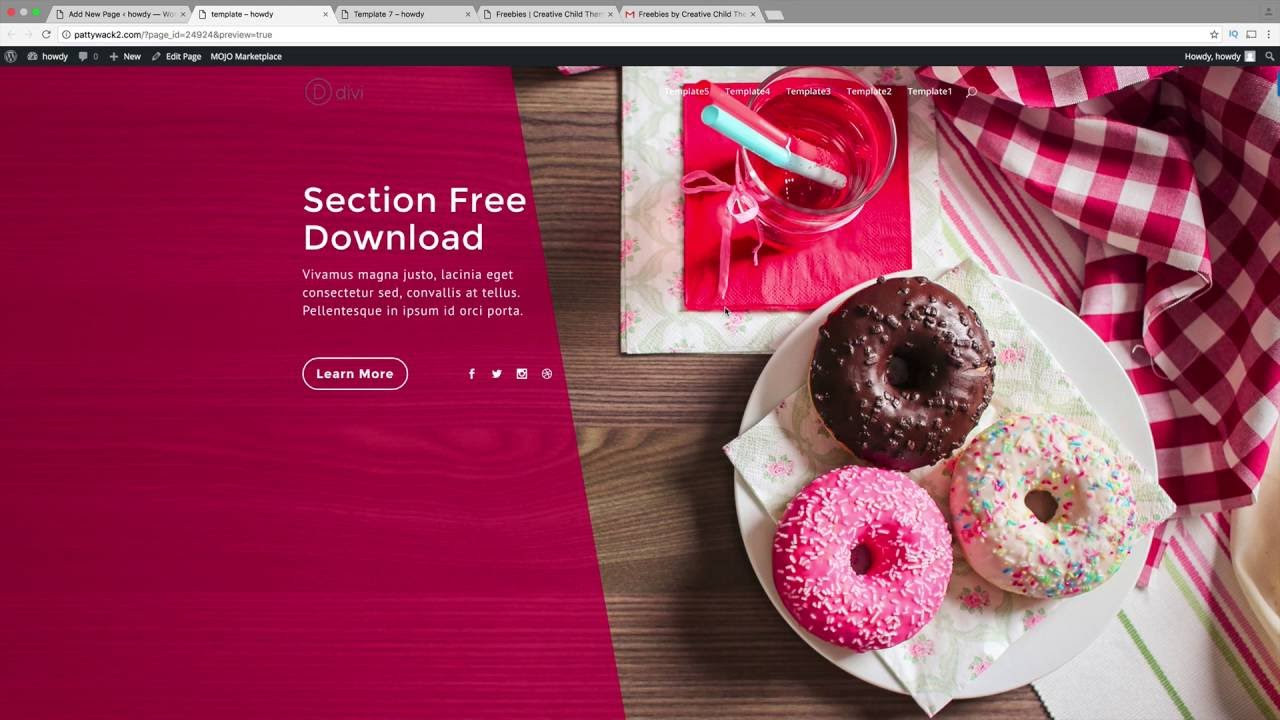 Add New Page ‹ howdy — Wo
template – howdy
Template 7 – howdy
Freebies | Creative Child Then
Freebies by Creative Child The
pattywack2.com/?page_id=24924&preview=true
IQ
howdy
0
New
Edit Page
MOJO Marketplace
Howdy, howdy
D divi
Template5
Template4
Template3
Template2
Template1
Section Free
Download
Vivamus magna justo, lacinia eget
consectetur sed, convallis at tellus.
Pellentesque in ipsum id orci porta.
Learn More